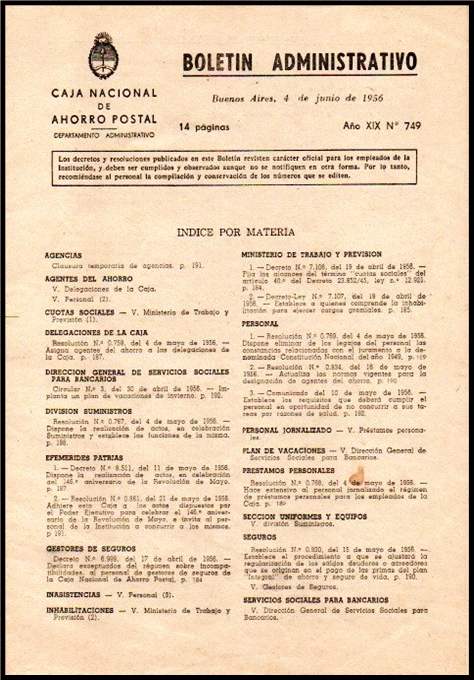 BOLETIN ADMINISTRATIVO
CAJA NACIONAL
DE
AHORRO POSTAL
DEPARTAMENTO ADMINISTRATIVO
Buenos Aires, 4 de junio de 1956
14 páginas
Año XIX Nº 749
Los decretos y resoluciones publicados en este Boletín revisten carácter oficial para los empleados de la
Institución, y deben ser cumplidos y observados aunque no se notifiquen en otra forma. Por lo tanto,
recomiéndase al personal la compilación y conservación de los números que se editen.
INDICE POR MATERIA
AGENCIAS
Clausura temporaria de agencias. p. 191.
AGENTES DEL AHORRO
V. Delegaciones de la Caja.
V. Personal (2).
CUOTAS SOCIALES — V. Ministerio de Trabajo y
Previsión (1).
DELEGACIONES DE LA CAJA
Resolución N.º 0.759, del 4 de mayo de 1956. —
Asigna agentes del ahorro a las delegaciones de
la Caja. p. 187.
DIRECCION GENERAL DE SERVICIOS SOCIALES
PARA BANCARIOS
Circular N.º 3, del 30 de abril de 1956. — Im-
planta un plan de vacaciones de invierno. p. 192.
DIVISION SUMINISTROS
Resolución N.º 0.767, del 4 de mayo de 1956. —
Dispone la realización de actos, en celebración
Suministros y establece las funciones de la misma.
p. 188.
EFEMERIDES PATRIAS
1. — Decreto N.º 8.511, del 11 de mayo de 1956.
Dispone la realización de actos, en celebración
del 146.º aniversario de la Revolución de Mayo.
p. 187.
2. — Resolución N.º 0.861, del 21 de mayo de 1956.
Adhiere esta Caja a los actos dispuestos por
el Poder Ejecutivo para celebrar el 146.º aniver-
sario de la Revolución de Mayo, e invita al perso-
nal de la Institución a concurrir a los mismos.
p. 191.
GESTORES DE SEGUROS
Decreto N.º 6.999, del 17 de abril de 1956. —
Declara exceptuados del régimen sobre incompa-
tibilidades, al personal de gestores de seguros de
la Caja Nacional de Ahorro Postal. p. 184
INASISTENCIAS — V. Personal (3).
INHABILITACIONES — V. Ministerio de Trabajo y
Previsión (2).
MINISTERIO DE TRABAJO Y PREVISION
1. — Decreto N.º 7.108, del 19 de abril de 1956. —
Fija los alcances del término "cuotas sociales" del
artículo 40.º del Decreto 23.852/45, ley n.º 12.921.
p. 184.
2. — Decreto-Ley N.º 7.107, del 19 de abril de
1956. — Establece a quienes comprende la inhabi-
litación para ejercer cargos gremiales. p. 185.
PERSONAL
1. — Resolución N.º 0.769, del 4 de mayo de 1956.
Dispone eliminar de los legajos del personal las
constancias relacionadas con el juramento a la de-
nominada Constitución Nacional del año 1949. p. 189
2. — Resolución N.º 0.834, del 16 de mayo de
1956. — Actualiza las normas vigentes para la
designación de agentes del ahorro. p. 190
3. — Comunicado del 10 de mayo de 1956. —
Establece los requisitos que deberá cumplir el
personal en oportunidad de no concurrir a sus ta-
reas por razones de salud. p. 192.
PERSONAL JORNALIZADO — V. Préstamos persona-
les.
PLAN DE VACACIONES — V. Dirección General de
Servicios Sociales para Bancarios.
PRESTAMOS PERSONALES
Resolución N.º 0.768, del 4 de mayo de 1956. —
Hace extensivo al personal jornalizado el régimen
de préstamos personales para los empleados de la
Caja. p. 189
SECCION UNIFORMES Y EQUIPOS
V. división Suministros.
SEGUROS
Resolución N.º 0.830, del 15 de mayo de 1956. —
Establece el procedimiento a que se ajustará la
regularización de los saldos deudores o acreedores
que se originan en el pago de las primas del plan
"Integral" de ahorro y seguro de vida. p. 190.
V. Gestores de Seguros.
SERVICIOS SOCIALES PARA BANCARIOS
V. Dirección General de Servicios Sociales para
Bancarios.